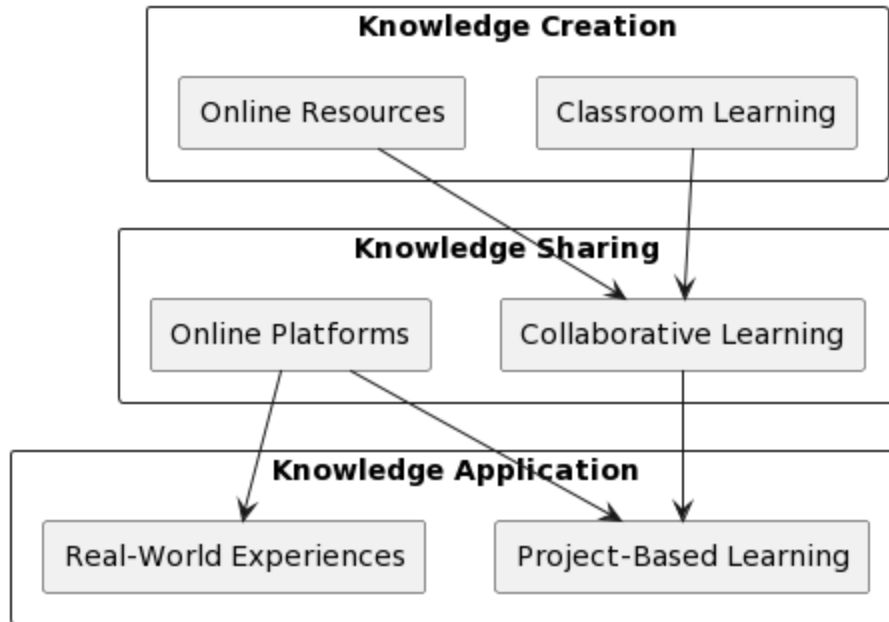 Knowledge Creation
Online Resources
Classroom Learning
Knowledge Sharing
Online Platforms
Collaborative Learning
Knowledge Application
Real-World Experiences
Project-Based Learning